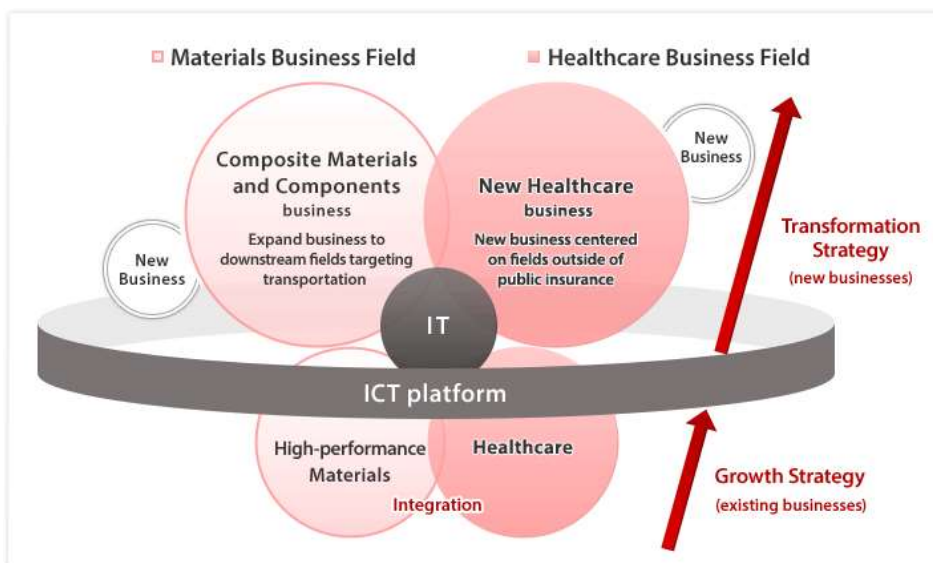 Materials Business Field
Healthcare Business Field
Composite Materials
and Components
business
Expand business to
downstream fields targeting
transportation
New Healthcare
business
New business centered
on fields outside of
public insurance
New
Business
New
Business
Transformation
Strategy
(new businesses)
IT
ICT platform
High-performance
Materials
Healthcare
Integration
Growth Strategy
(existing businesses)